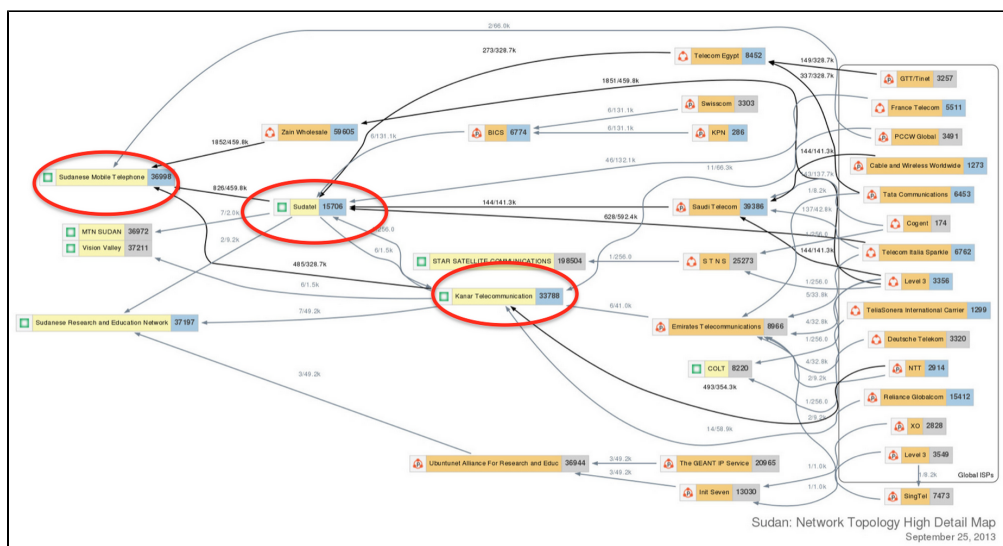 2/66.0k
273/328.7k
Telecom Egypt 8452
149/328.7k
337/328.7k
GTT/Tinet 3257
1851/459.8k
Swisscom 3303
France Telecom 5511
6/131.1k
Zain Wholesale 59605
BICS 6774
6/131.1k
KPN 286
PCCW Global 3491
6/131.1k
1852/459.8k
46/132.1k
144/141.3k
Cable and Wireless Worldwide 1273
11/66.3k
43/137.7k
Sudanese Mobile Telephone 36998
1/8.2k
Tata Communications 6453
826/459.8k
Sudatel 15706
144/141.3k
Saudi Telecom 39386
137/42.8k
7/2.0k
628/592.4k
Cogent 174
MTN SUDAN 36972
2/9.2k
1/256.0
144/141.3k
Telecom Italia Sparkle 6762
Vision Valley 37211
6/1.5k
485/328.7k
STAR SATELLITE COMMUNICATIONS 198504
1/256.0
S T N S 25273
1/256.0
Level 3 3356
6/1.5k
Kanar Telecommunication 33788
5/33.8k
6/41.0k
TeliaSonera International Carrier 1299
Sudanese Research and Education Network 37197
7/49.2k
Emirates Telecommunications 8966
4/32.8k
1/256.0
Deutsche Telekom 3320
COLT 8220
4/32.8k
NTT 2914
3/49.2k
493/354.3k
2/9.2k
1/256.0
Reliance Globalcom 15412
2/9.2k
14/58.9k
XO 2828
Ubuntunet Alliance For Research and Educ 36944
3/49.2k
The GEANT IP Service 20965
3/49.2k
1/1.0k
Level 3 3549
Init Seven 13030
1/1.0k
1/8.2k
Global ISPs
SingTel 7473
Sudan: Network Topology High Detail Map
September 25, 2013